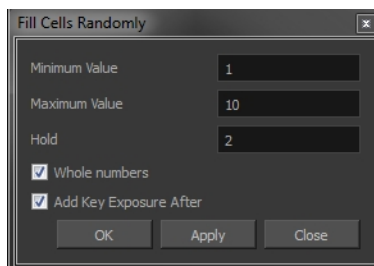 Fill Cells Randomly
Minimum Value 1
Maximum Value 10
Hold 2
Whole numbers
Add Key Exposure After
OK Apply Close